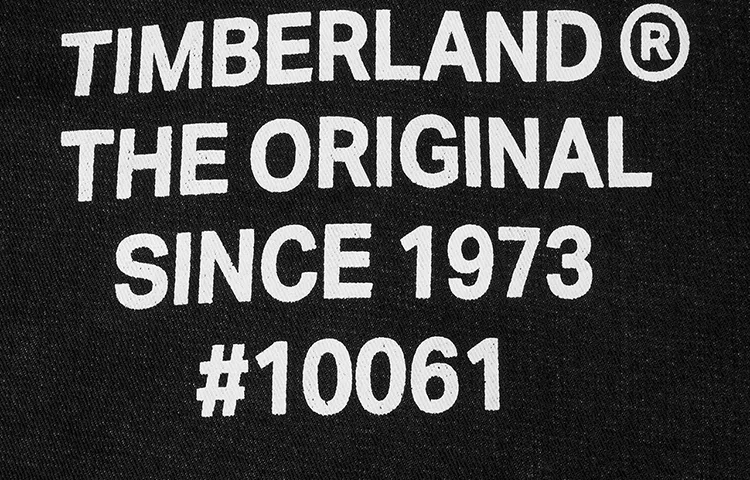 TIMBERLAND®
THE ORIGINAL
SINCE 1973
#10061